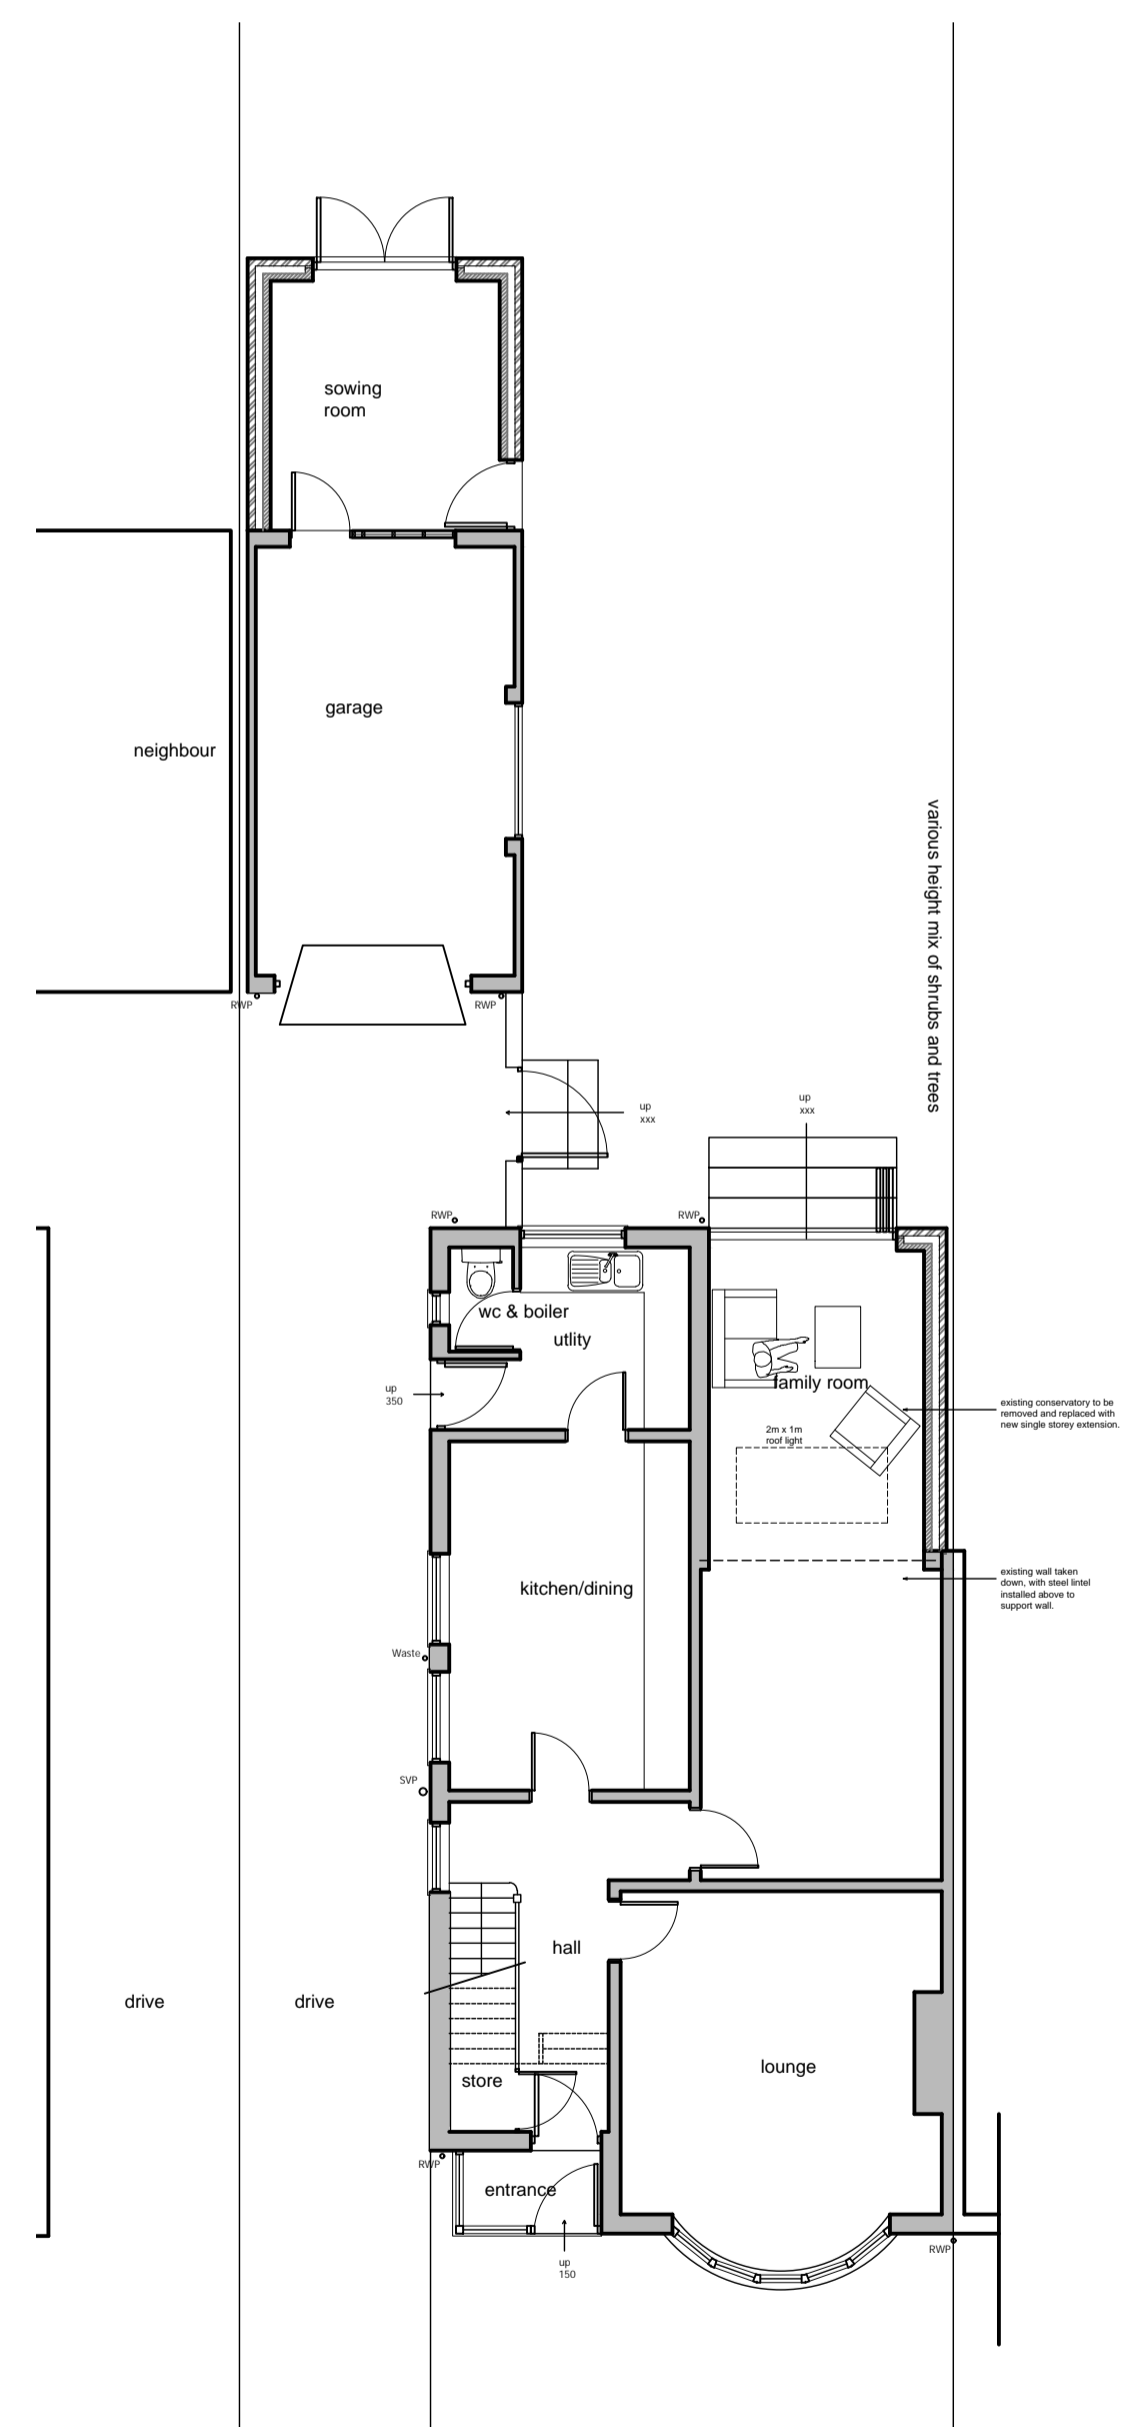 sowing
room
garage
neighbour
various height mix of shrubs and trees
RWP
RWP
up
xxx
up
xxx
RWP
RWP
wc & boiler
utlity
family room
up
350
existing conservatory to be
removed and replaced with
new single storey extension.
2m x 1m
roof light
existing wall taken
down, with steel lintel
installed above to
support wall.
kitchen/dining
Waste
SVP
hall
drive
drive
lounge
store
RWP
entrance
RWP
up
150